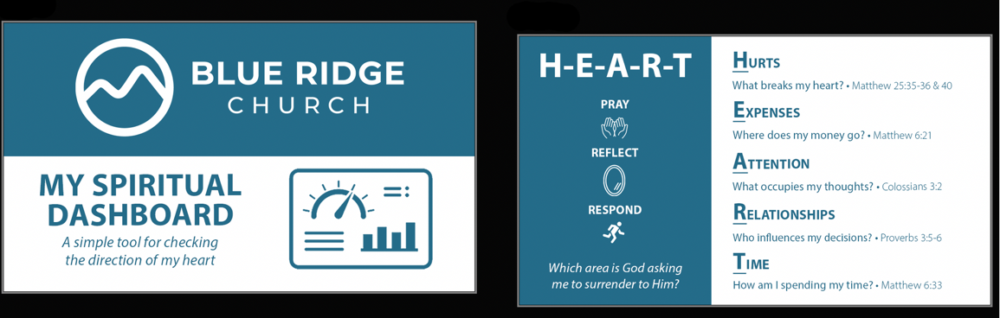 BLUE RIDGE
CHURCH
MY SPIRITUAL
DASHBOARD
A simple tool for checking
the direction of my heart
H-E-A-R-T
PRAY
REFLECT
RESPOND
Which area is God asking
me to surrender to Him?
HURTS
What breaks my heart? • Matthew 25:35-36 & 40
EXPENSES
Where does my money go? • Matthew 6:21
ATTENTION
What occupies my thoughts? • Colossians 3:2
RELATIONSHIPS
Who influences my decisions? • Proverbs 3:5-6
TIME
How am I spending my time? • Matthew 6:33